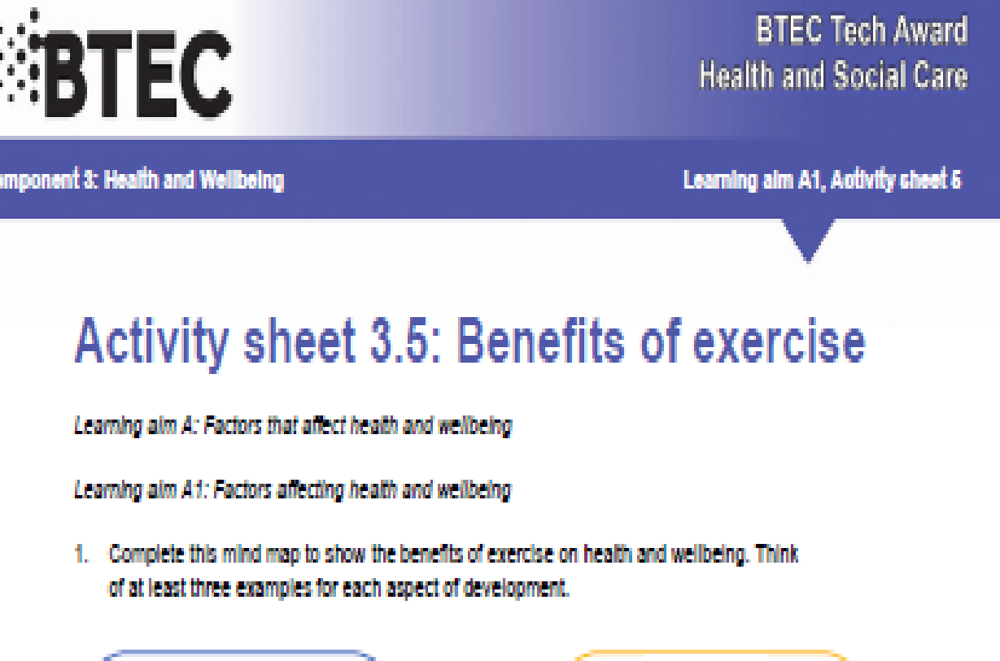 BTEC
BTEC Tech Award
Health and Social Care
omponent 3: Health and Wellbeing
Learning aim A1, Activity sheet 5
Activity sheet 3.5: Benefits of exercise
Learning aim A: Factors that affect health and wellbeing
Learning aim A1: Factors affecting health and wellbeing
1. Complete this mind map to show the benefits of exercise on health and wellbeing. Think
of at least three examples for each aspect of development.